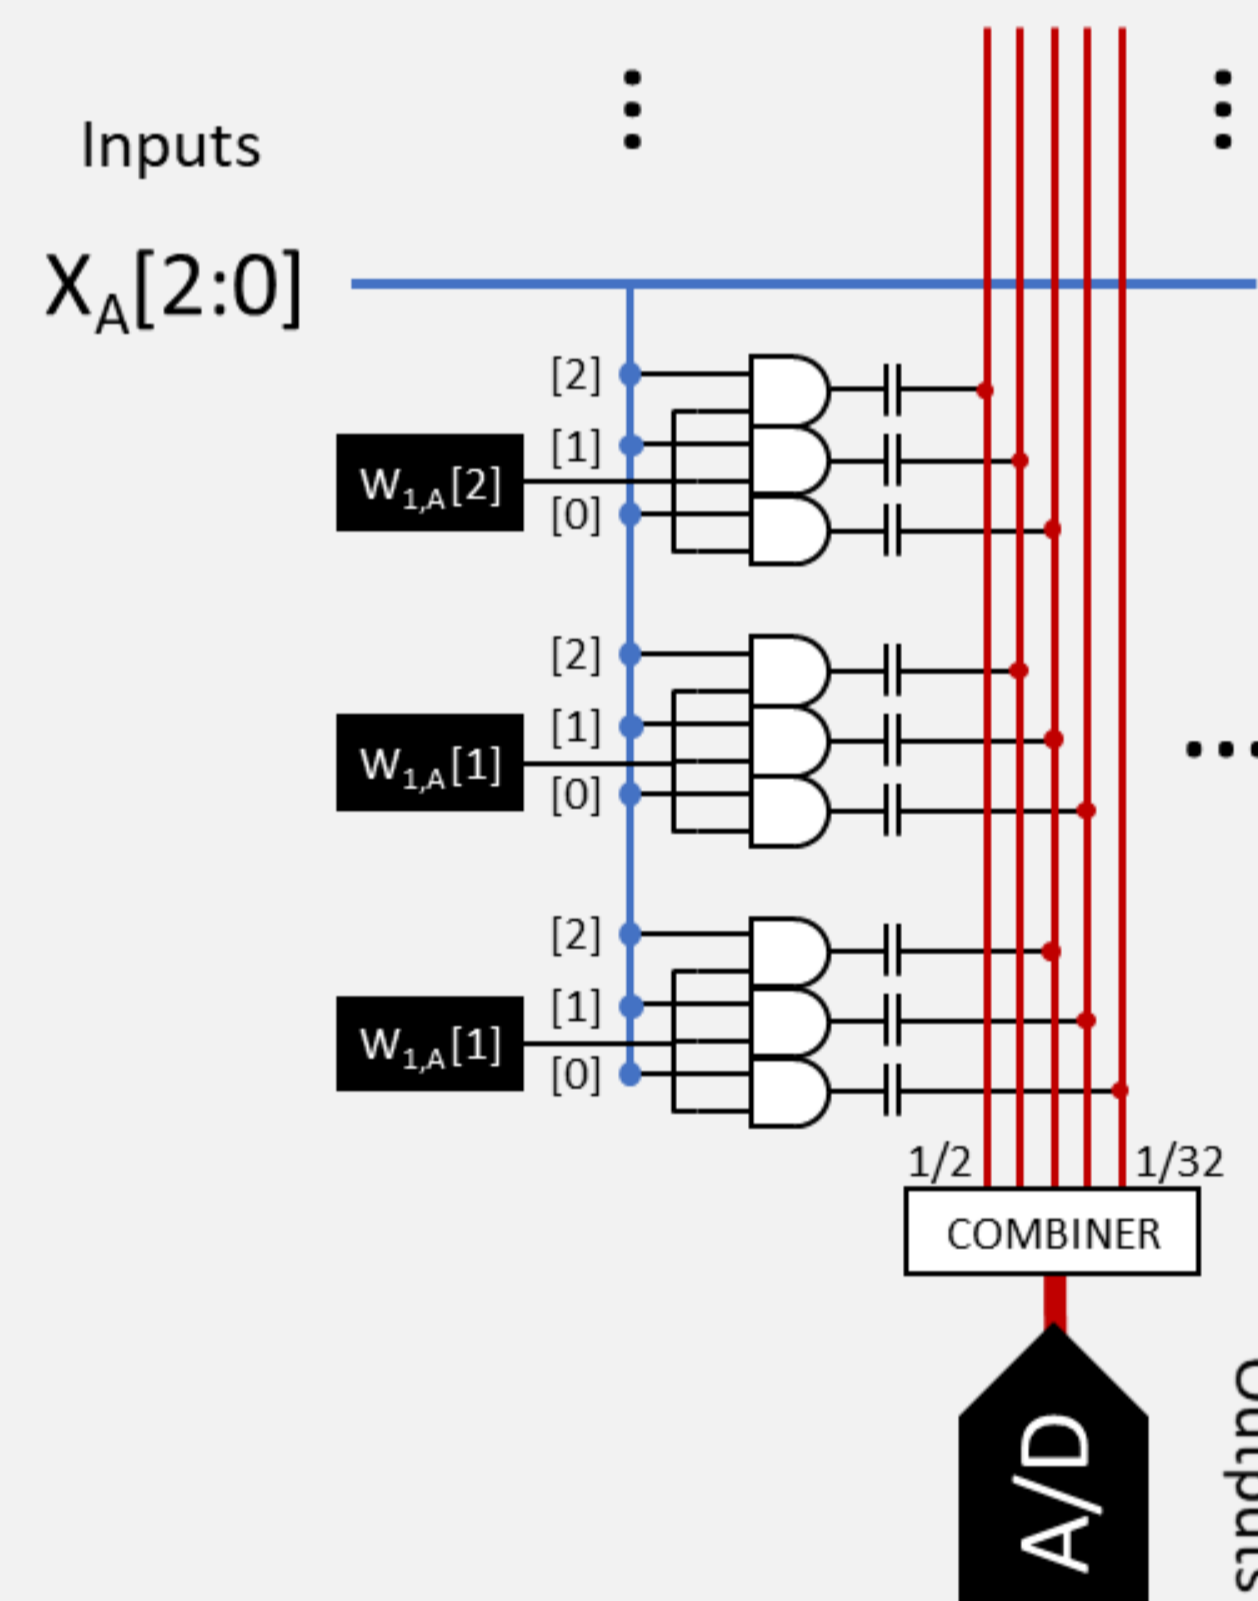 Inputs
X_A[2:0]
[2]
[1]
W_1,A[2]
[0]
[2]
[1]
W_1,A[1]
[0]
[2]
[1]
W_1,A[1]
[0]
1/2
1/32
COMBINER
A/D
Outputs